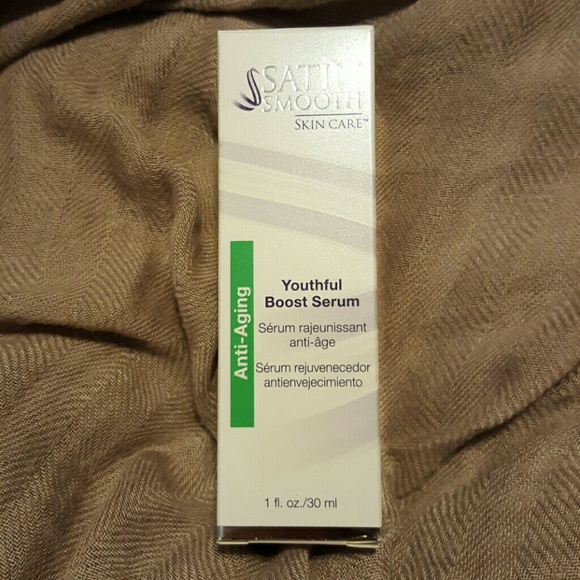 SATIN
SMOOTH
SKIN CARE™
Anti-Aging
Youthful
Boost Serum
Sérum rajeunissant
anti-âge
Sérum rejuvenecedor
antienvejecimiento
1 fl. oz./30 ml